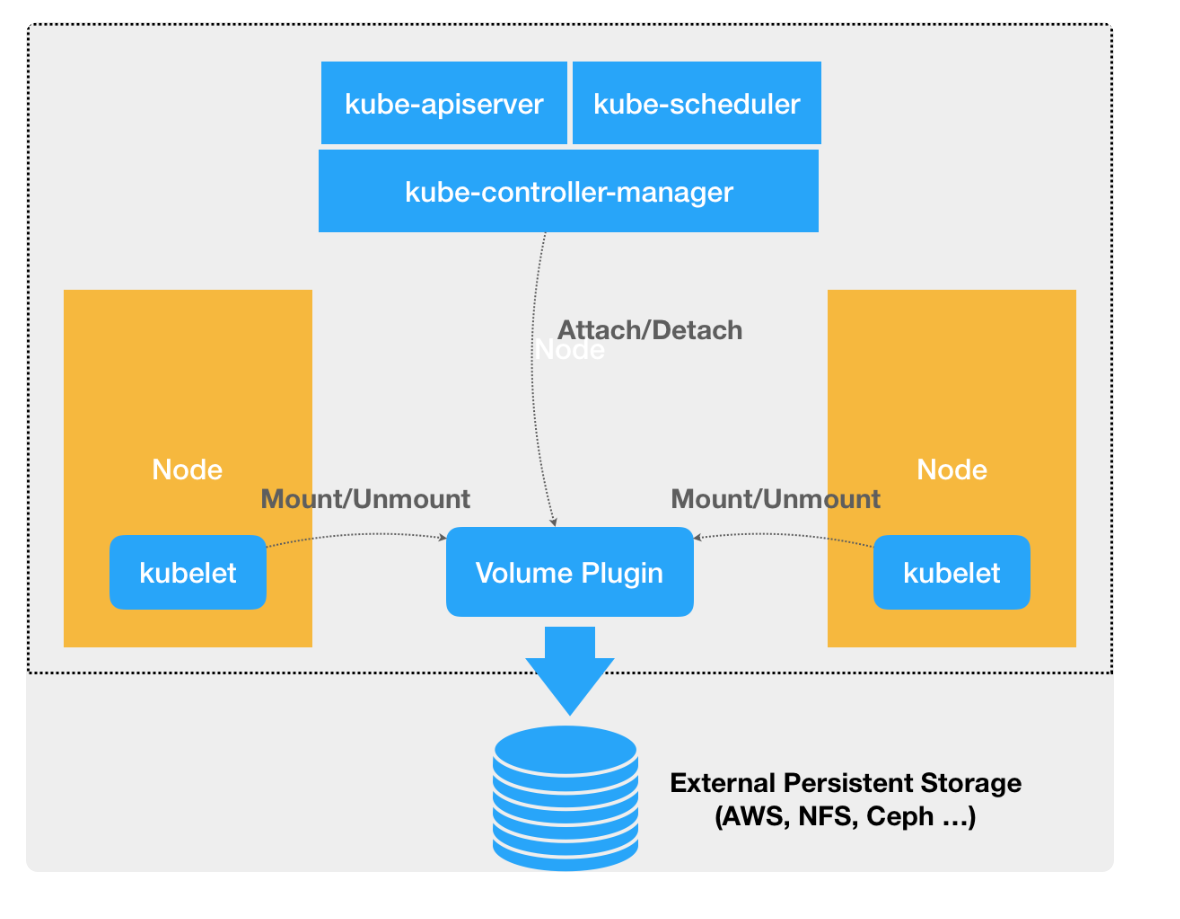 kube-apiserver
kube-scheduler
kube-controller-manager
Attach/Detach
Node
Node
Node
Mount/Unmount
Mount/Unmount
kubelet
Volume Plugin
kubelet
External Persistent Storage
(AWS, NFS, Ceph ...)